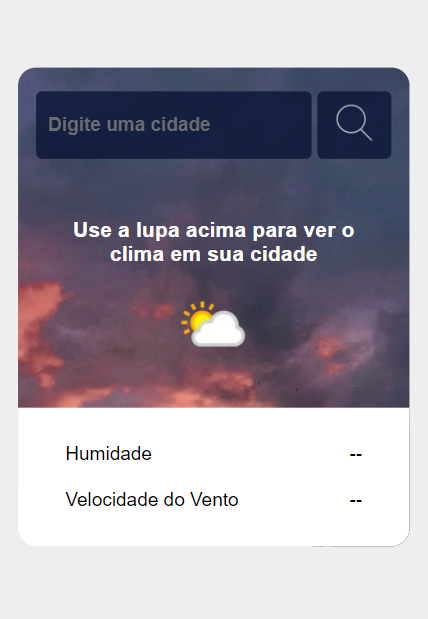 Digite uma cidade
Use a lupa acima para ver o
clima em sua cidade
Humidade --
Velocidade do Vento --